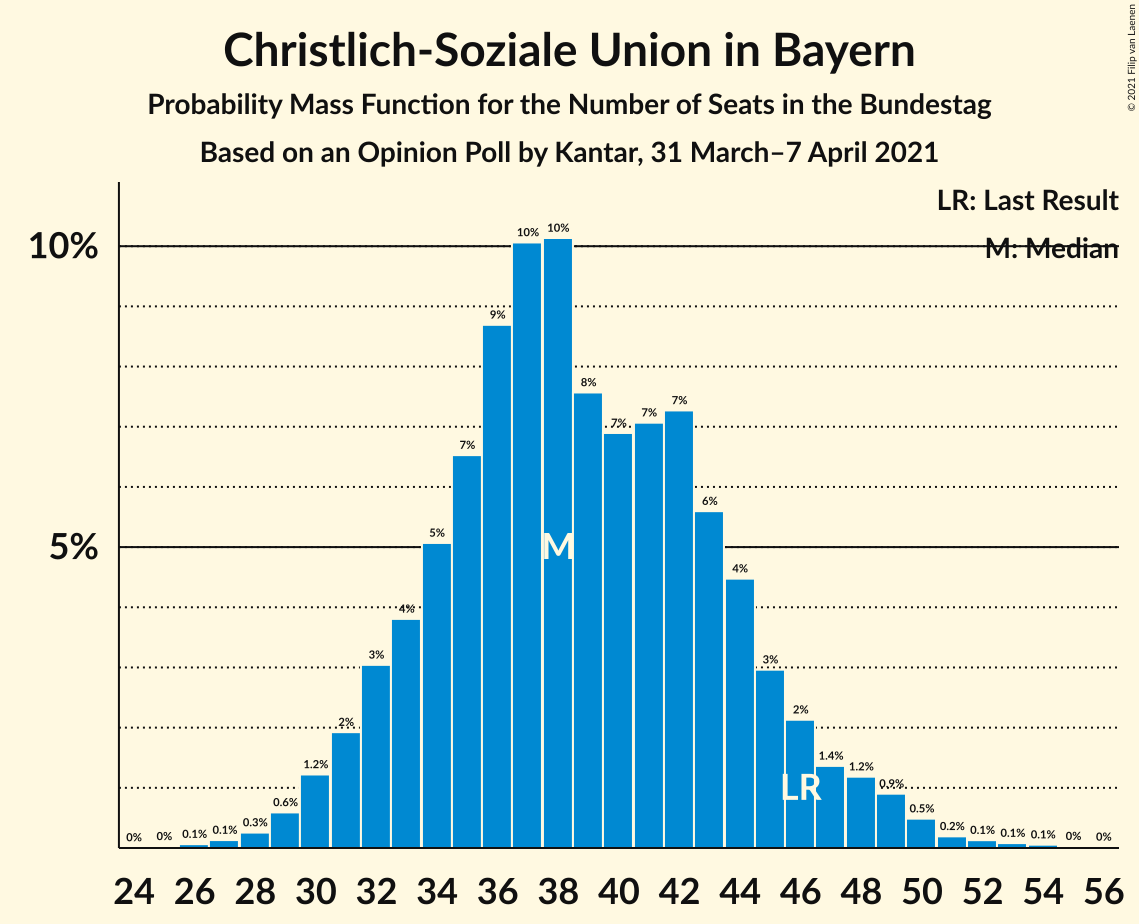 Christlich-Soziale Union in Bayern
Probability Mass Function for the Number of Seats in the Bundestag
Based on an Opinion Poll by Kantar, 31 March–7 April 2021
© 2021 Filip van Laenen
LR: Last Result
M: Median
10%
5%
0% 0% 0.1% 0.1% 0.3% 0.6% 1.2% 2% 3% 4% 5% 7% 9% 10% 10% 8% 7% 7% 7% 6% 4% 3% 2% 1.4% 1.2% 0.9% 0.5% 0.2% 0.1% 0.1% 0.1% 0% 0%
M
LR
24 26 28 30 32 34 36 38 40 42 44 46 48 50 52 54 56